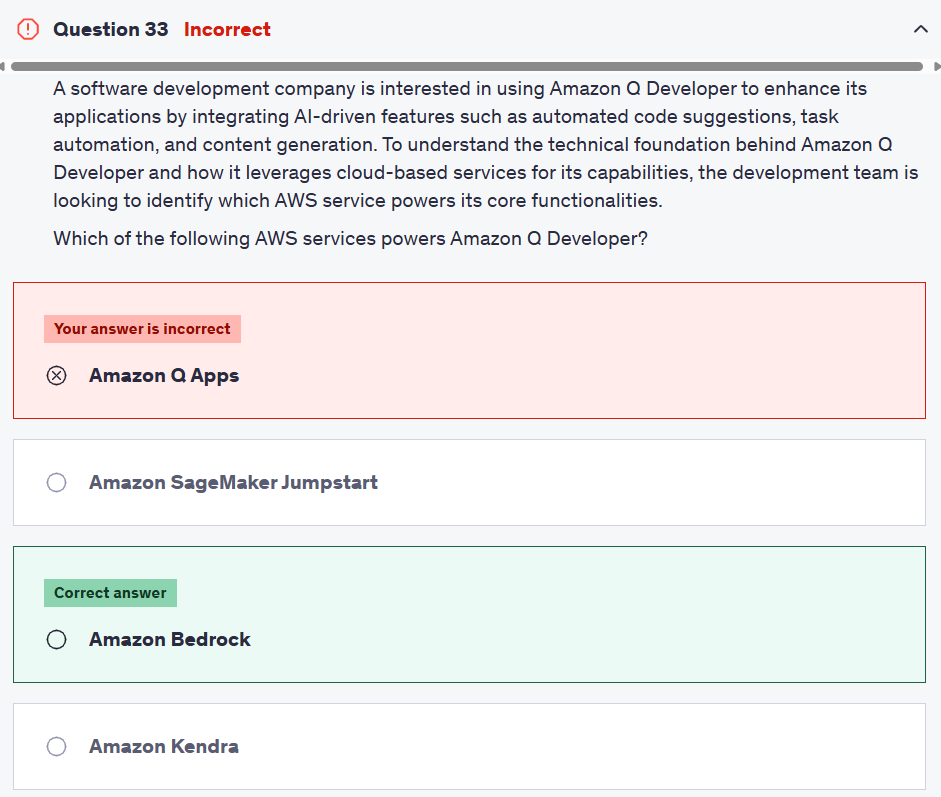 Question 33 Incorrect
A software development company is interested in using Amazon Q Developer to enhance its
applications by integrating AI-driven features such as automated code suggestions, task
automation, and content generation. To understand the technical foundation behind Amazon Q
Developer and how it leverages cloud-based services for its capabilities, the development team is
looking to identify which AWS service powers its core functionalities.
Which of the following AWS services powers Amazon Q Developer?
Your answer is incorrect
Amazon Q Apps
Amazon SageMaker Jumpstart
Correct answer
Amazon Bedrock
Amazon Kendra